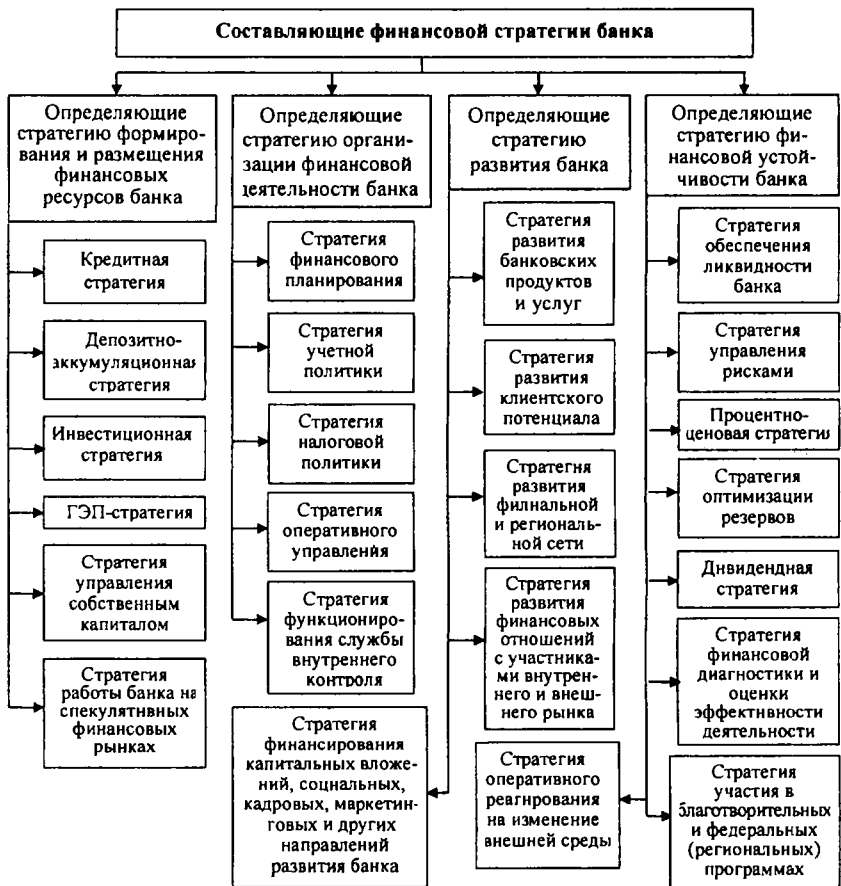 Составляющие финансовой стратегии банка
Определяющие
стратегию формиро-
вания и размещения
финансовых
ресурсов банка
Кредитная
стратегия
Депозитно-
аккумуляционная
стратегия
Инвестиционная
стратегия
ГЭП-стратегия
Стратегия
управления
собственным
капиталом
Стратегия
работы банка на
спекулятивных
финансовых
рынках
Определяющие
стратегию органи-
зации финансовой
деятельности банка
Стратегия
финансового
планирования
Стратегия
учетной
политики
Стратегия
налоговой
политики
Стратегия
оперативного
управления
Стратегия
функциониро-
вания службы
внутреннего
контроля
Определяющие
стратегию
развития банка
Стратегия
развития
банковских
продуктов
и услуг
Стратегия
развития
клиентского
потенциала
Стратегия
развития
филиальной
и региональ-
ной сети
Стратегия
развития
финансовых
отношений
с участника-
ми внутрен-
него и внеш-
него рынка
Стратегия
финансирования
капитальных вложе-
ний, социальных,
кадровых, маркетин-
говых и других
направлений
развития банка
Определяющие
стратегию фи-
нансовой устой-
чивости банка
Стратегия
обеспечения
ликвидности
банка
Стратегия
управления
рисками
Процентно-
ценовая стратегия
Стратегия
оптимизации
резервов
Дивидендная
стратегия
Стратегия
финансовой
диагностики и
оценки
эффективности
деятельности
Стратегия
оперативного
реагирования
на изменение
внешней среды
Стратегия
участия в
благотворительных
и федеральных
(региональных)
программах